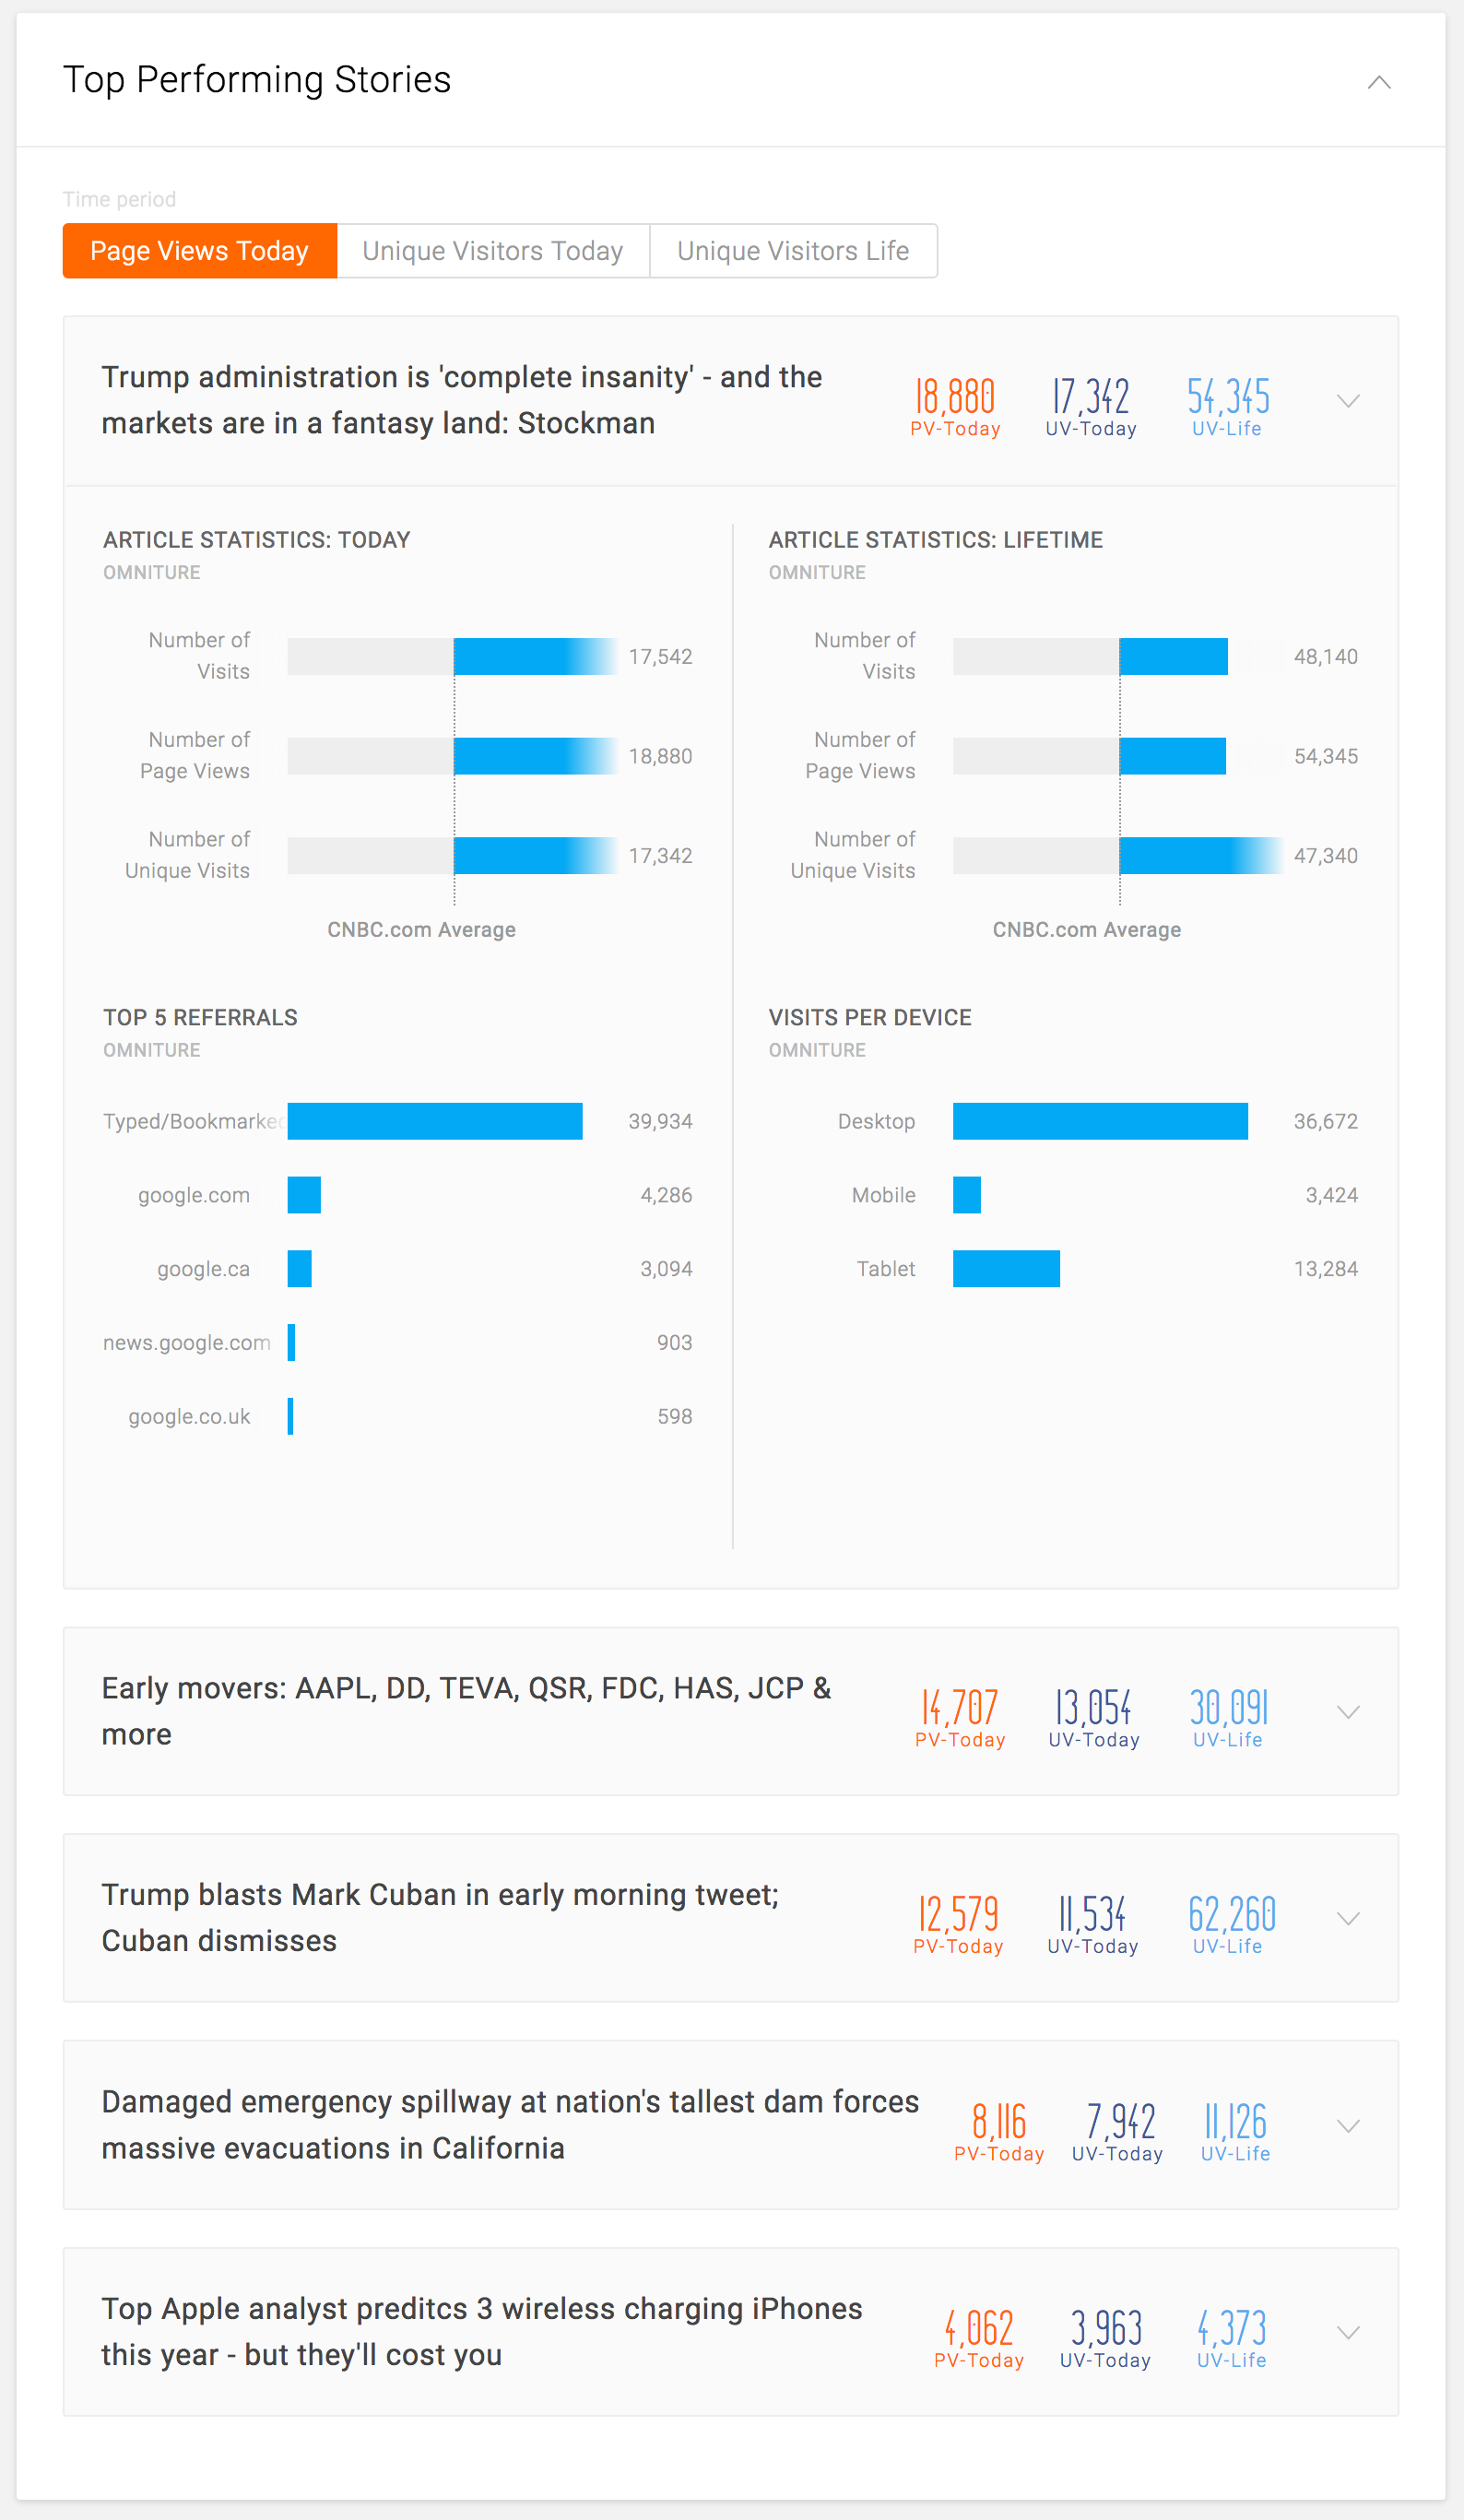 Top Performing Stories
Time period
Page Views Today
Unique Visitors Today
Unique Visitors Life
Trump administration is 'complete insanity' - and the
markets are in a fantasy land: Stockman
18,880
PV-Today
17,342
UV-Today
54,345
UV-Life
ARTICLE STATISTICS: TODAY
OMNITURE
Number of
Visits
17,542
Number of
Page Views
18,880
Number of
Unique Visits
17,342
CNBC.com Average
ARTICLE STATISTICS: LIFETIME
OMNITURE
Number of
Visits
48,140
Number of
Page Views
54,345
Number of
Unique Visits
47,340
CNBC.com Average
TOP 5 REFERRALS
OMNITURE
Typed/Bookmarked
39,934
google.com
4,286
google.ca
3,094
news.google.com
903
google.co.uk
598
VISITS PER DEVICE
OMNITURE
Desktop
36,672
Mobile
3,424
Tablet
13,284
Early movers: AAPL, DD, TEVA, QSR, FDC, HAS, JCP &
more
14,707
PV-Today
13,054
UV-Today
30,091
UV-Life
Trump blasts Mark Cuban in early morning tweet;
Cuban dismisses
12,579
PV-Today
11,534
UV-Today
62,260
UV-Life
Damaged emergency spillway at nation's tallest dam forces
massive evacuations in California
8,116
PV-Today
7,942
UV-Today
11,126
UV-Life
Top Apple analyst preditcs 3 wireless charging iPhones
this year - but they'll cost you
4,062
PV-Today
3,963
UV-Today
4,373
UV-Life